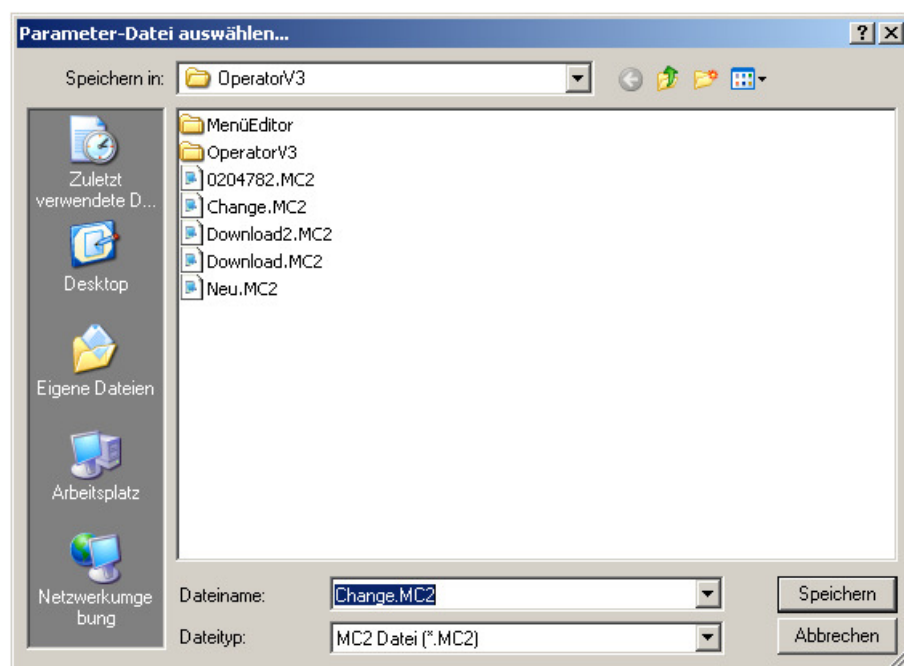 Parameter-Datei auswählen...
Speichern in:
OperatorV3
MenüEditor
OperatorV3
0204782.MC2
Change.MC2
Download2.MC2
Download.MC2
Neu.MC2
Zuletzt
verwendete D...
Desktop
Eigene Dateien
Arbeitsplatz
Netzwerkumge
bung
Dateiname:
Change.MC2
Speichern
Dateityp:
MC2 Datei (*.MC2)
Abbrechen